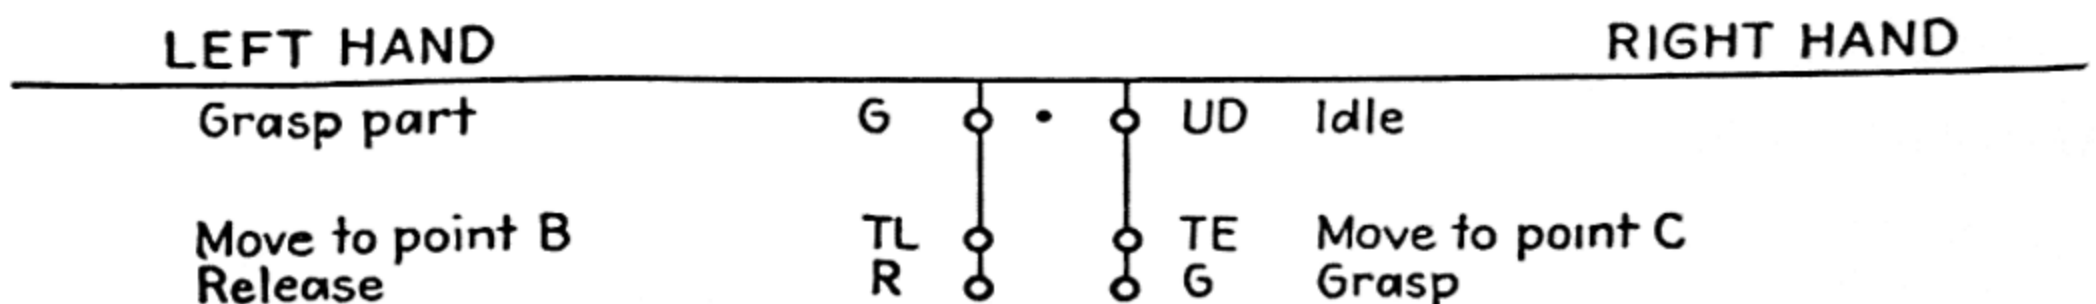 LEFT HAND RIGHT HAND
Grasp part G UD Idle
Move to point B TL TE Move to point C
Release R G Grasp